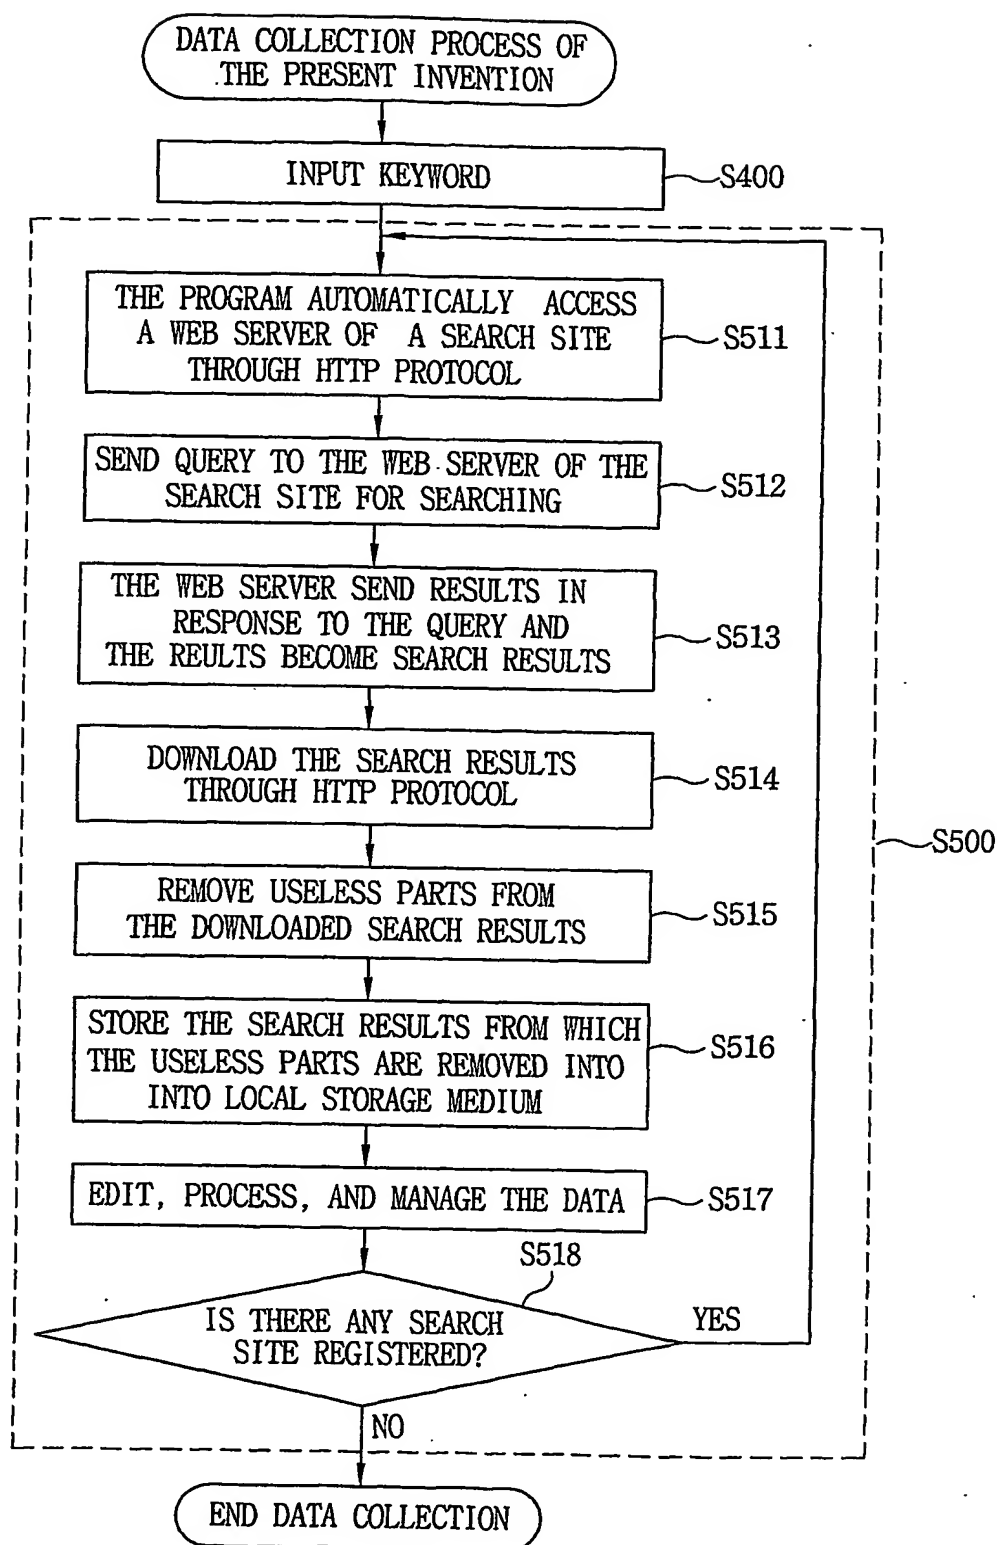 DATA COLLECTION PROCESS OF
THE PRESENT INVENTION
INPUT KEYWORD
S400
THE PROGRAM AUTOMATICALLY ACCESS
A WEB SERVER OF A SEARCH SITE
THROUGH HTTP PROTOCOL
S511
SEND QUERY TO THE WEB SERVER OF THE
SEARCH SITE FOR SEARCHING
S512
THE WEB SERVER SEND RESULTS IN
RESPONSE TO THE QUERY AND
THE REULTS BECOME SEARCH RESULTS
S513
DOWNLOAD THE SEARCH RESULTS
THROUGH HTTP PROTOCOL
S514
S500
REMOVE USELESS PARTS FROM
THE DOWNLOADED SEARCH RESULTS
S515
STORE THE SEARCH RESULTS FROM WHICH
THE USELESS PARTS ARE REMOVED INTO
INTO LOCAL STORAGE MEDIUM
S516
EDIT, PROCESS, AND MANAGE THE DATA
S517
S518
IS THERE ANY SEARCH
SITE REGISTERED?
YES
NO
END DATA COLLECTION